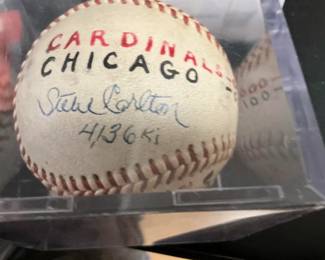 CARDINALS
CHICAGO
Steve Carlton
4136 K's